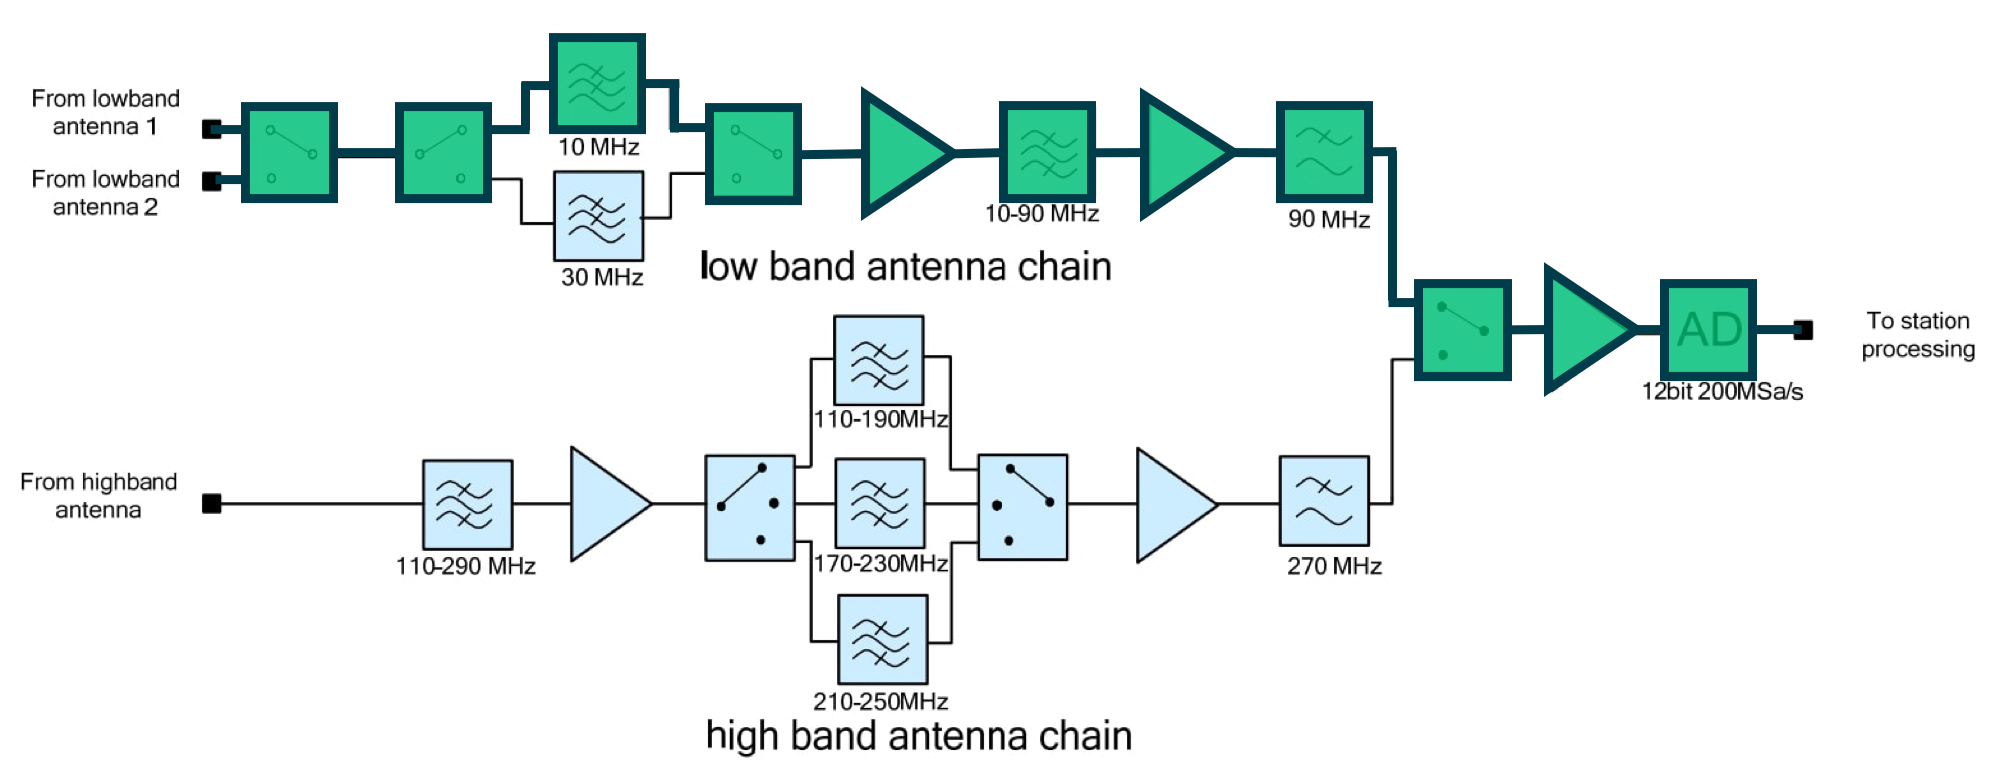 From lowband
antenna 1
From lowband
antenna 2
10 MHz
30 MHz
10-90 MHz
90 MHz
low band antenna chain
AD
12bit 200MSa/s
To station
processing
From highband
antenna
110-290 MHz
110-190MHz
170-230MHz
210-250MHz
270 MHz
high band antenna chain